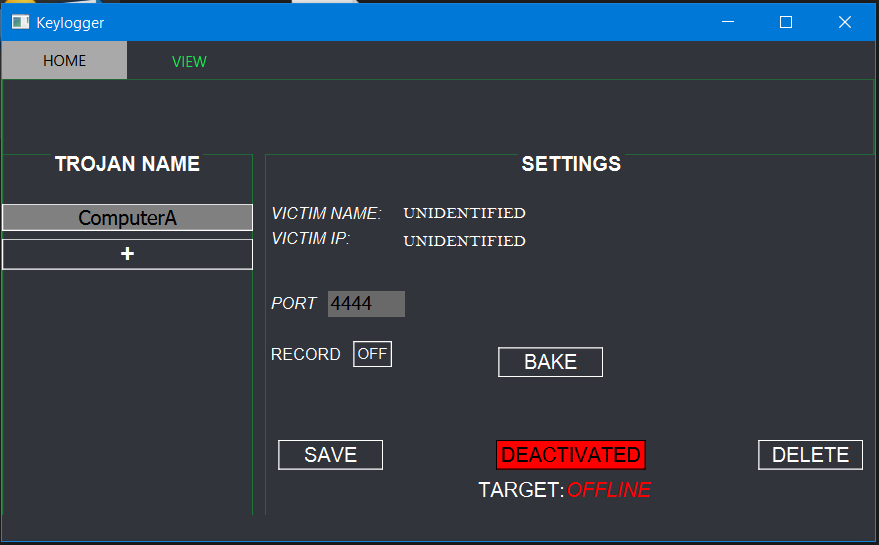 Keylogger
HOME VIEW
TROJAN NAME
SETTINGS
ComputerA
+
VICTIM NAME: UNIDENTIFIED
VICTIM IP: UNIDENTIFIED
PORT 4444
RECORD OFF
BAKE
SAVE DEACTIVATED DELETE
TARGET: OFFLINE